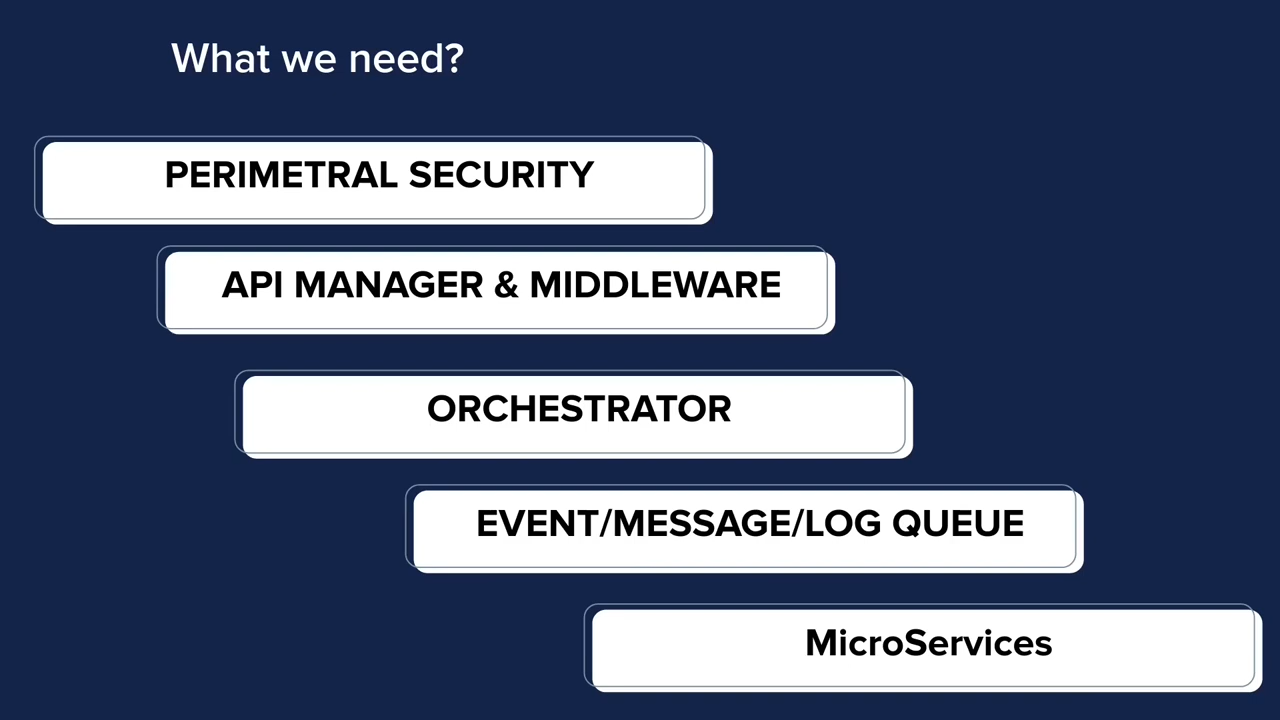 What we need?
PERIMETRAL SECURITY
API MANAGER & MIDDLEWARE
ORCHESTRATOR
EVENT/MESSAGE/LOG QUEUE
MicroServices